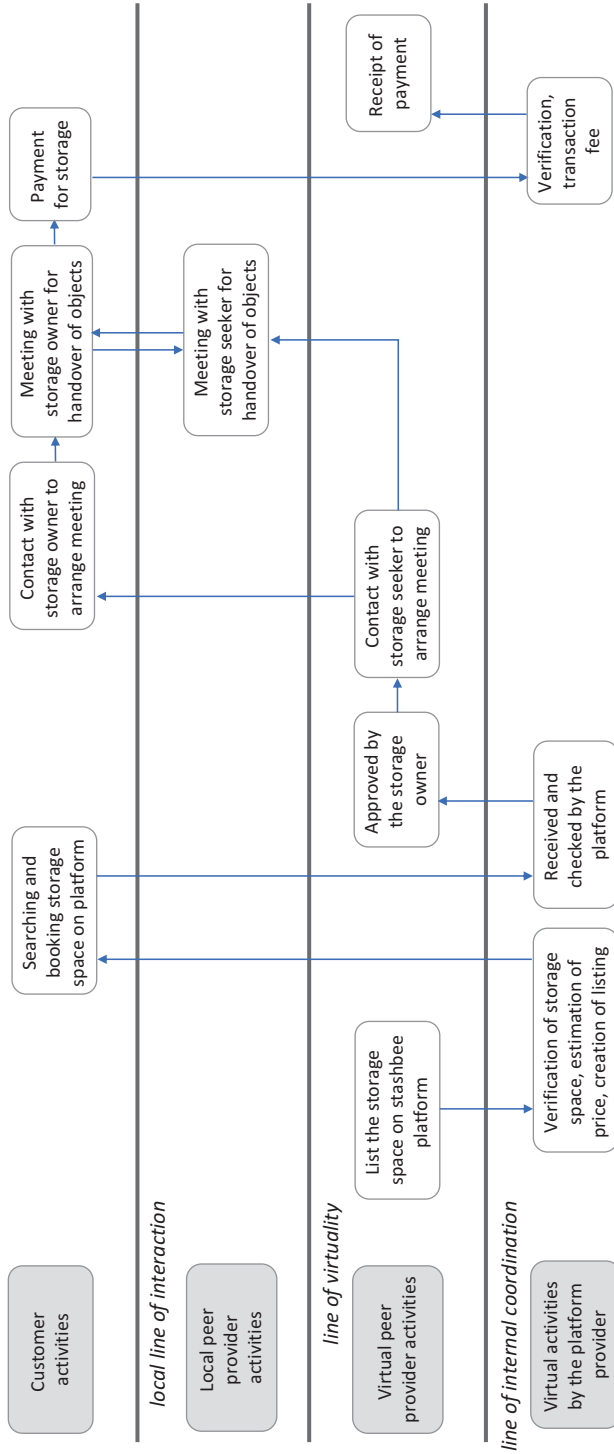 Customer
activities
Searching and
booking storage
space on platform
Contact with
storage owner to
arrange meeting
Meeting with
storage owner for
handover of objects
Payment
for storage
local line of interaction
Local peer
provider
activities
Meeting with
storage seeker for
handover of objects
line of virtuality
Virtual peer
provider activities
List the storage
space on stashbee
platform
Approved by
the storage
owner
Contact with
storage seeker to
arrange meeting
Receipt of
payment
line of internal coordination
Virtual activities
by the platform
provider
Verification of storage
space, estimation of
price, creation of listing
Received and
checked by the
platform
Verification,
transaction
fee